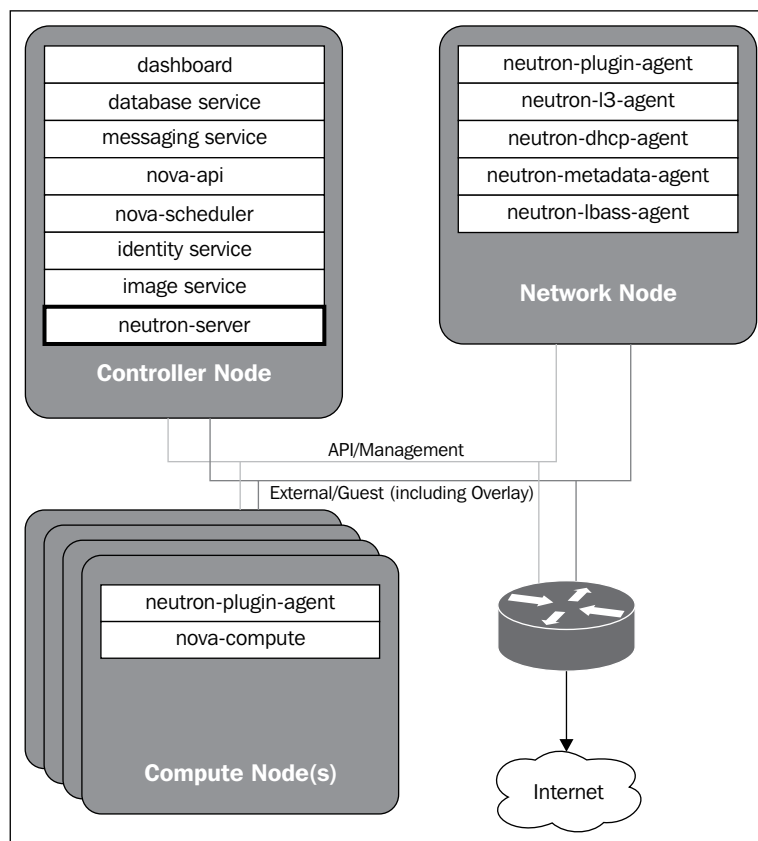 dashboard
database service
messaging service
nova-api
nova-scheduler
identity service
image service
neutron-server
Controller Node
neutron-plugin-agent
neutron-l3-agent
neutron-dhcp-agent
neutron-metadata-agent
neutron-lbass-agent
Network Node
API/Management
External/Guest (including Overlay)
neutron-plugin-agent
nova-compute
Compute Node(s)
Internet